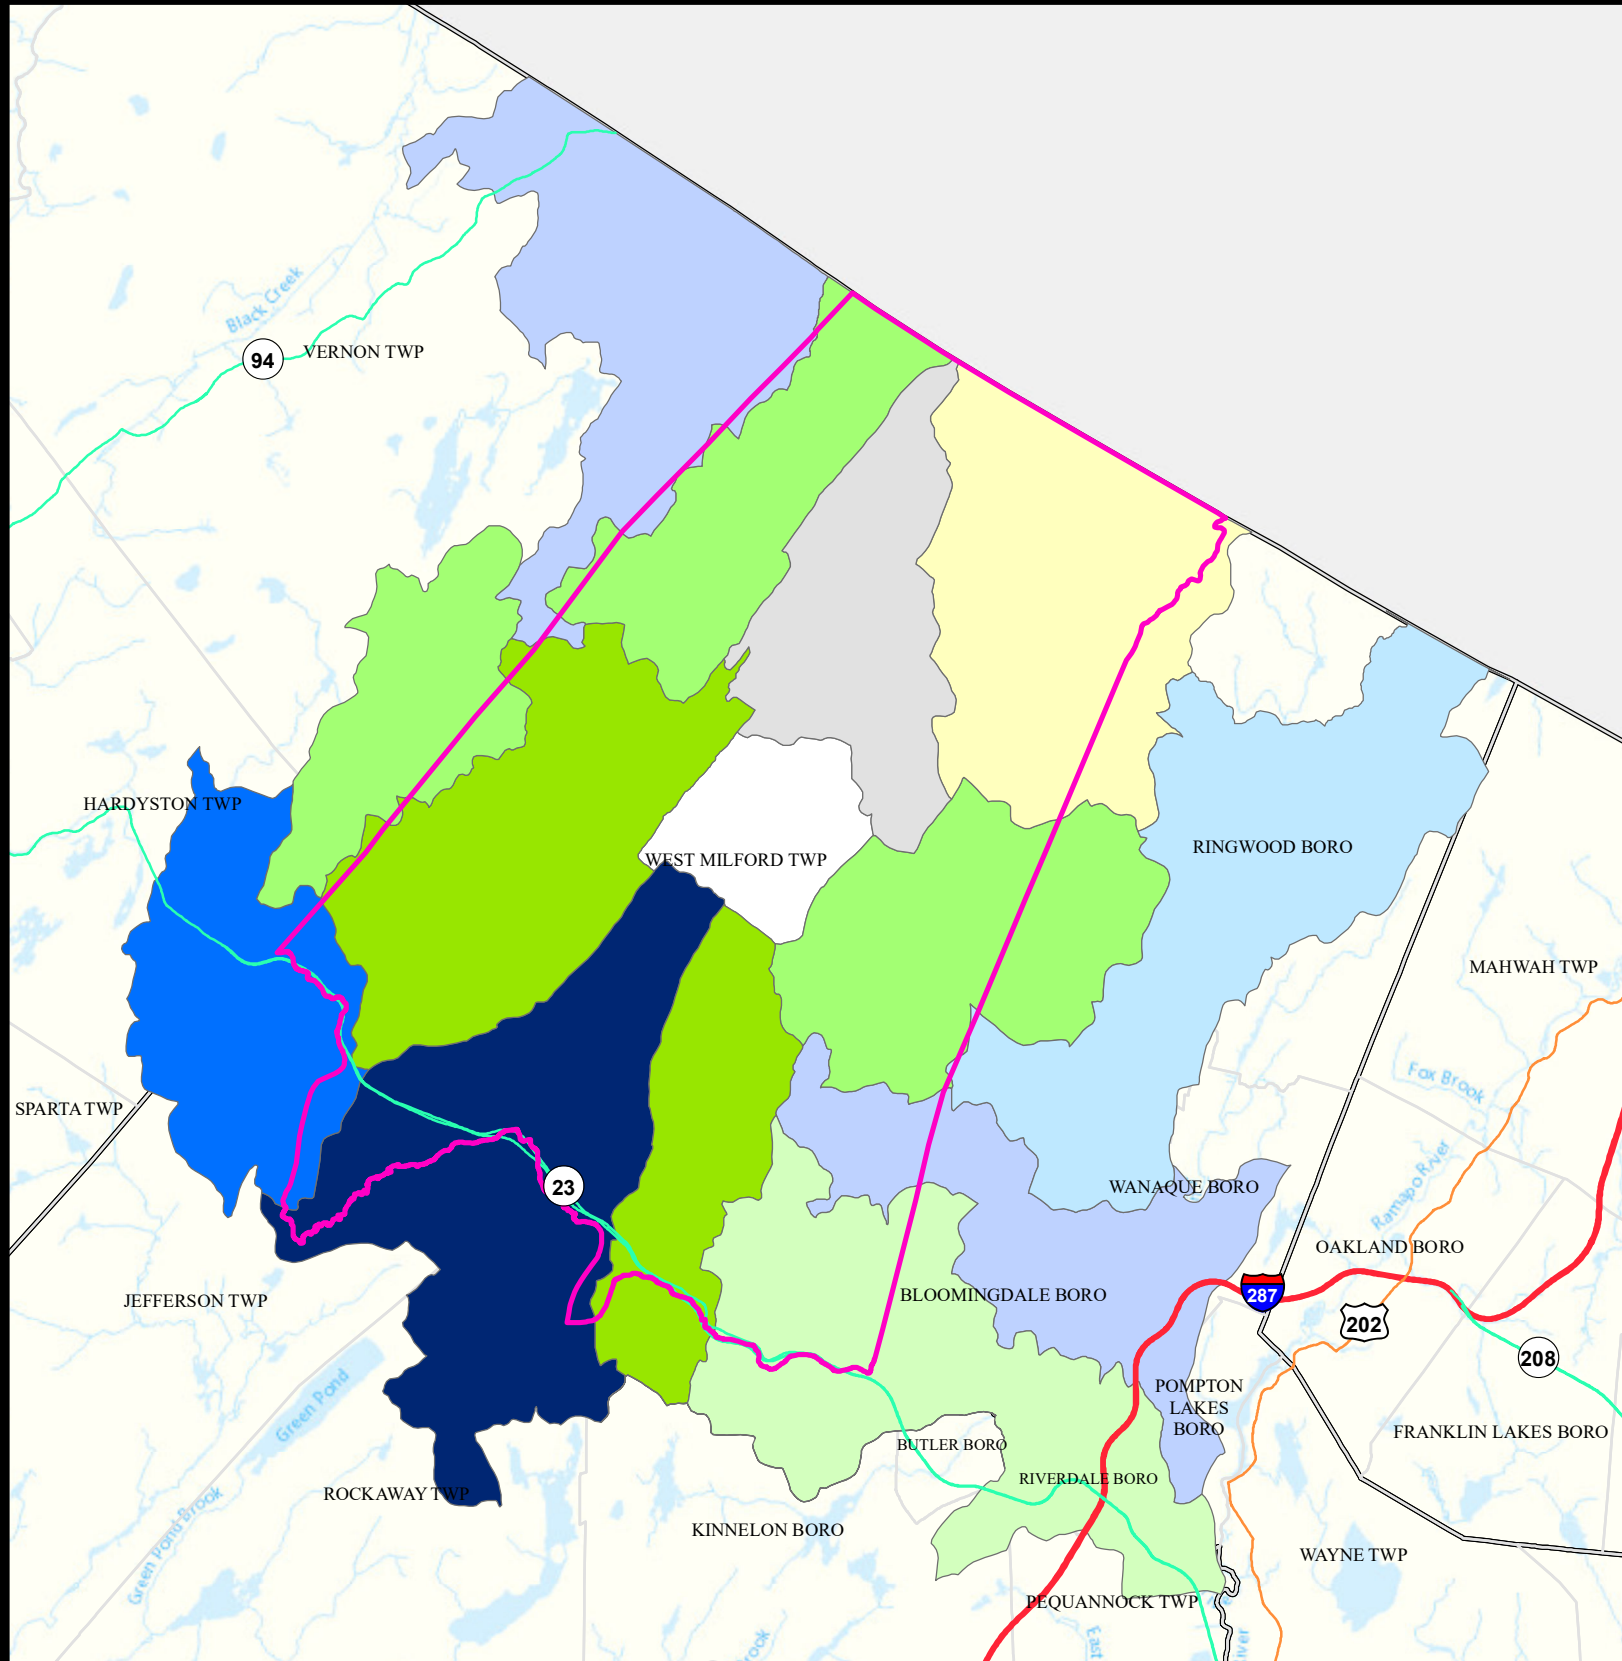 Black Creek
94
VERNON TWP
HARDYSTON TWP
WEST MILFORD TWP
RINGWOOD BORO
MAHWAH TWP
SPARTA TWP
Fox Brook
Ramapo River
23
WANAQUE BORO
OAKLAND BORO
JEFFERSON TWP
BLOOMINGDALE BORO
287
202
208
Green Pond
POMPTON
LAKES
BORO
FRANKLIN LAKES BORO
BUTLER BORO
RIVERDALE BORO
ROCKAWAY TWP
KINNELON BORO
Green Pond Brook
WAYNE TWP
PEQUANNOCK TWP
East